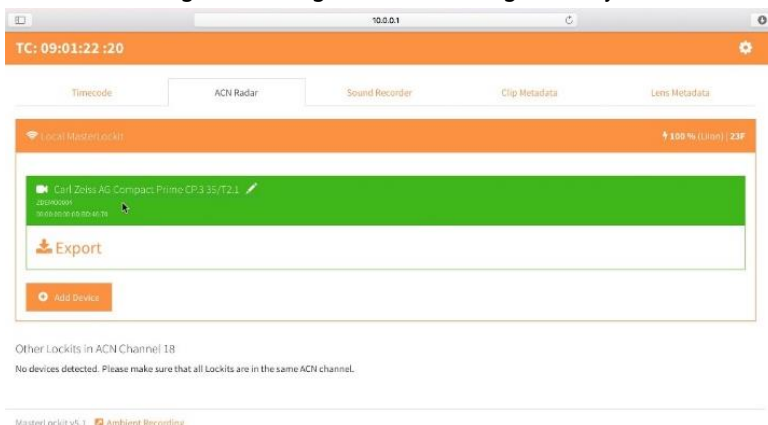 10.0.0.1
TC: 09:01:22 :20
Timecode ACN Radar Sound Recorder Clip Metadata Lens Metadata
Local MasterLockit 100 % (LiIon) | 23F
Carl Zeiss AG Compact Prime CP.3 35/T2.1
Export
Add Device
Other Lockits in ACN Channel 18
No devices detected. Please make sure that all Lockits are in the same ACN channel.
MasterLockit v5.1 Ambient Recording